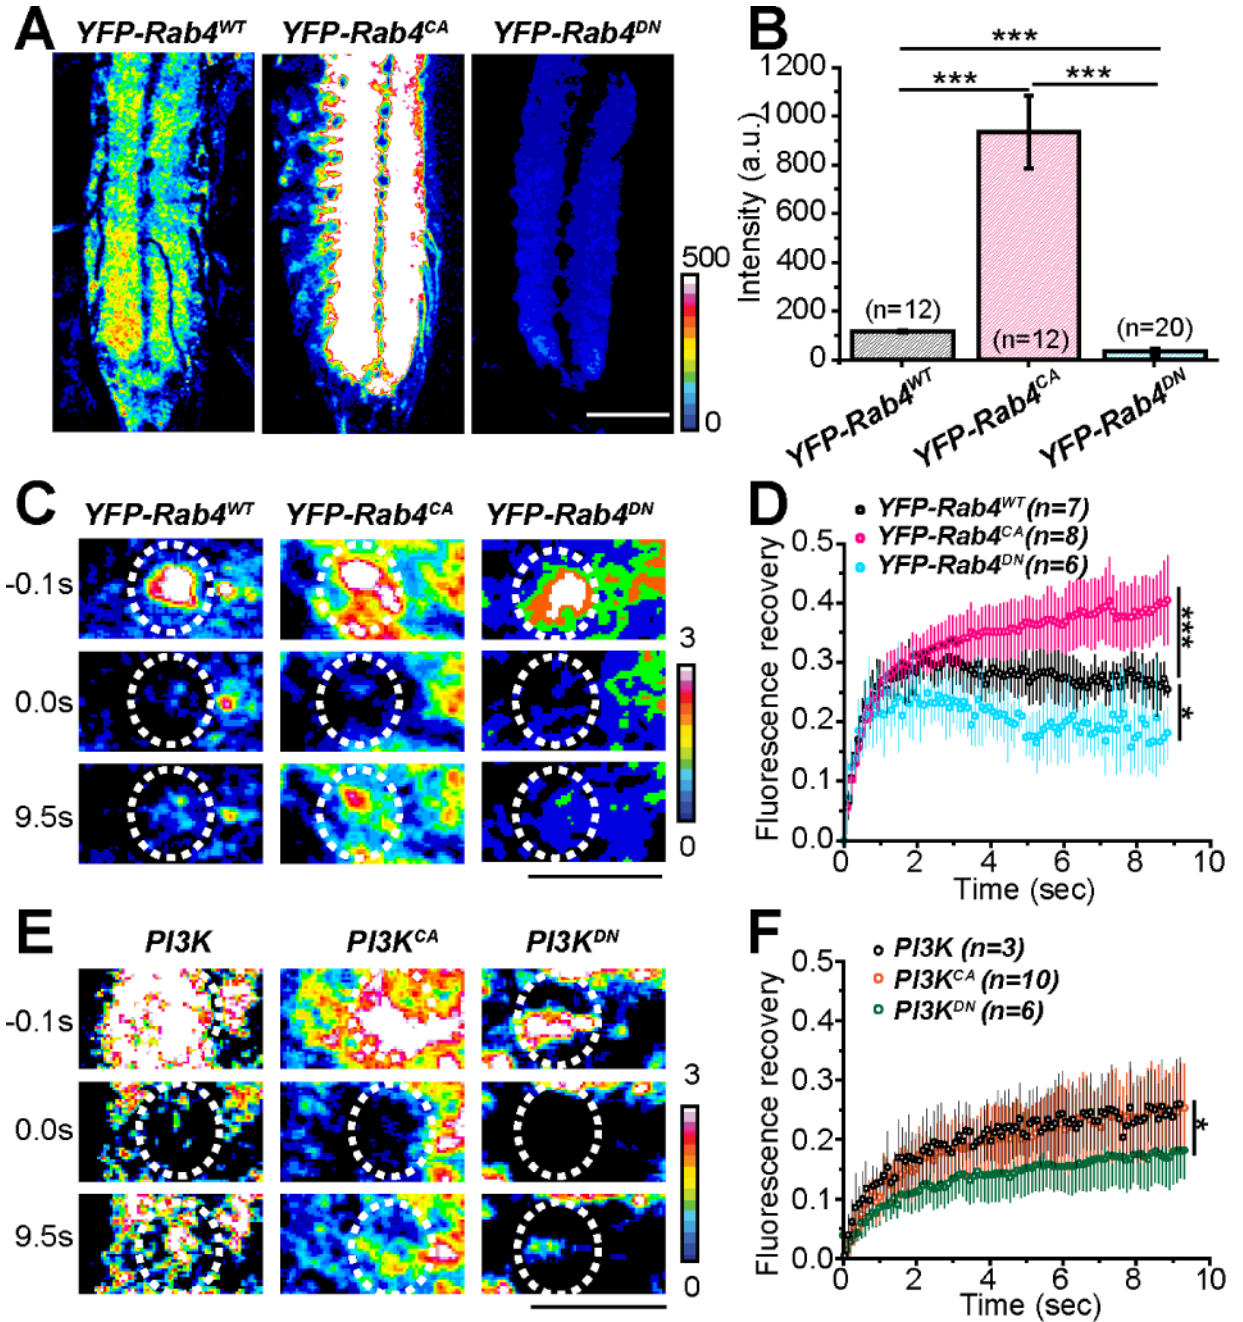 A
YFP-Rab4WT YFP-Rab4CA YFP-Rab4DN
500
0
B
***
*** ***
Intensity (a.u.)
1200
1000
800
600
400
200
0
(n=12) (n=12) (n=20)
YFP-Rab4WT YFP-Rab4CA YFP-Rab4DN
C
YFP-Rab4WT YFP-Rab4CA YFP-Rab4DN
-0.1s
0.0s
9.5s
3
0
D
YFP-Rab4WT (n=7)
YFP-Rab4CA (n=8)
YFP-Rab4DN (n=6)
Fluorescence recovery
0.5
0.4
0.3
0.2
0.1
0.0
***
*
0 2 4 6 8 10
Time (sec)
E
PI3K PI3KCA PI3KDN
-0.1s
0.0s
9.5s
3
0
F
PI3K (n=3)
PI3KCA (n=10)
PI3KDN (n=6)
Fluorescence recovery
0.5
0.4
0.3
0.2
0.1
0.0
*
0 2 4 6 8 10
Time (sec)